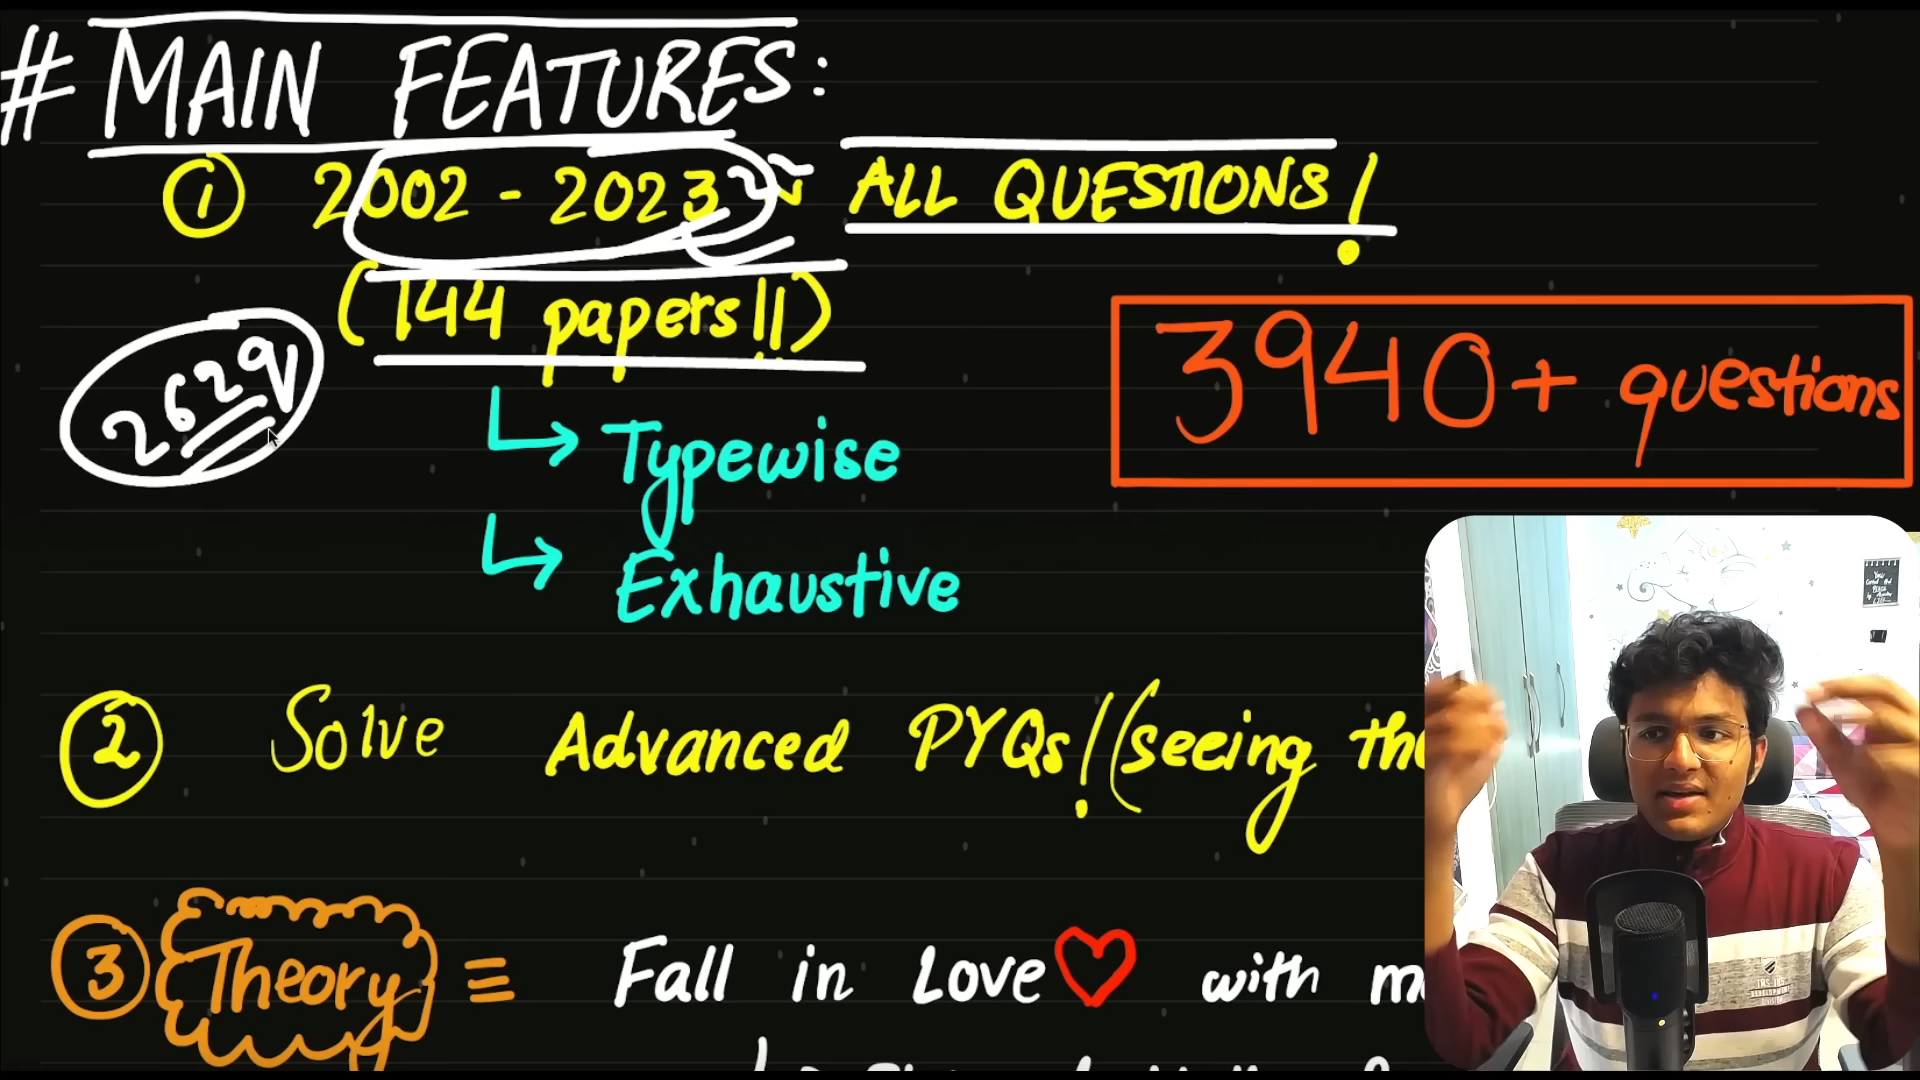 # MAIN FEATURES:
① 2002 - 2023 ~ ALL QUESTIONS!
(144 papers!!)
262q
3940+ questions
↳ Typewise
↳ Exhaustive
② Solve Advanced PYQs! (seeing the
③ Theory ≡ Fall in Love ♥ with m